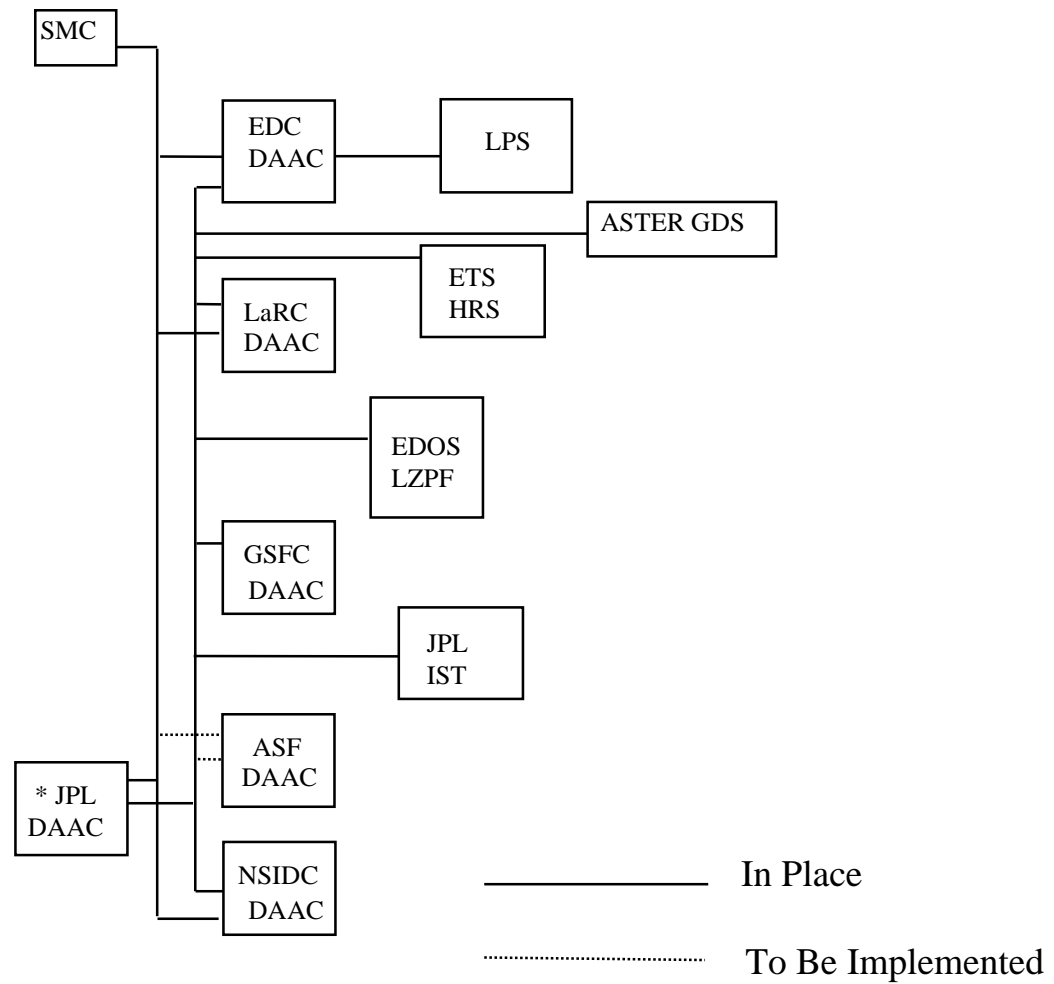 SMC
EDC
DAAC
LPS
ASTER GDS
ETS
HRS
LaRC
DAAC
EDOS
LZPF
GSFC
DAAC
JPL
IST
ASF
DAAC
* JPL
DAAC
NSIDC
DAAC
In Place
To Be Implemented